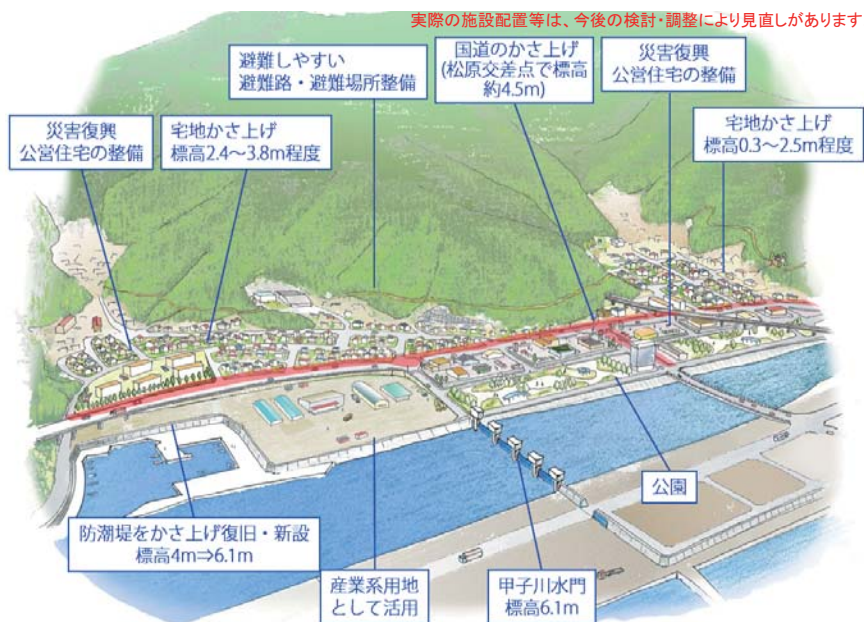 実際の施設配置等は、今後の検討・調整により見直しがあります
避難しやすい
避難路・避難場所整備
国道のかさ上げ
(松原交差点で標高
約4.5m)
災害復興
公営住宅の整備
災害復興
公営住宅の整備
宅地かさ上げ
標高2.4～3.8m程度
宅地かさ上げ
標高0.3～2.5m程度
防潮堤をかさ上げ復旧・新設
標高4m⇒6.1m
産業系用地
として活用
甲子川水門
標高6.1m
公園